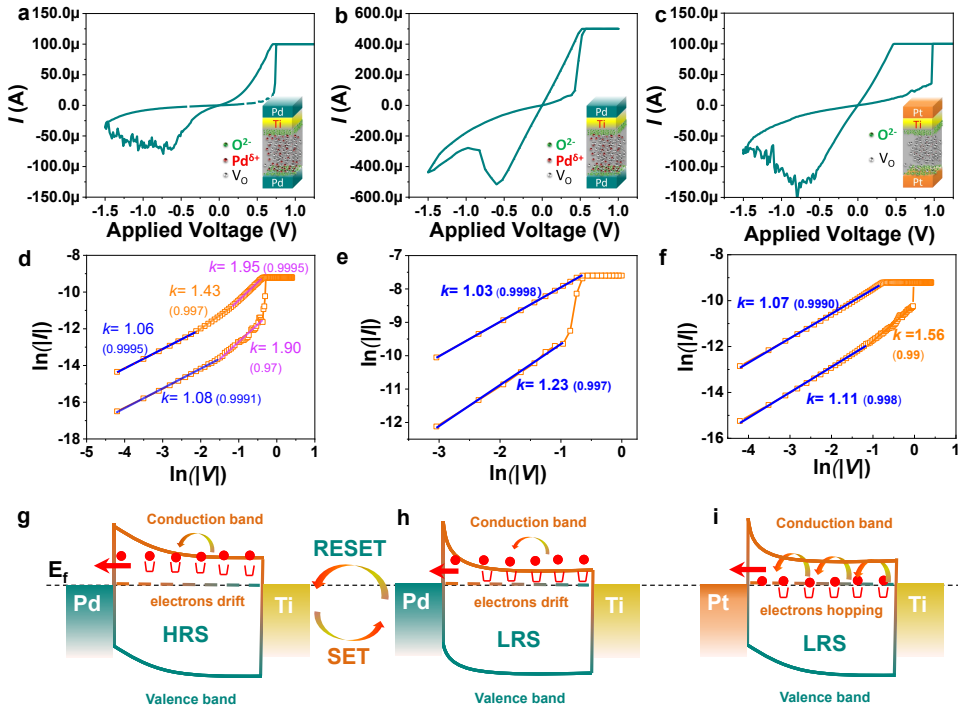 a
I (A)
100.0μ
50.0μ
0.0
-50.0μ
-100.0μ
150.0μ
-1.5 -1.0 -0.5 0.0 0.5 1.0
Applied Voltage (V)
O2-
Pdδ+
VO
Pd
Ti
Pd
b
I (A)
600.0μ
400.0μ
200.0μ
0.0
200.0μ
400.0μ
600.0μ
-1.5 -1.0 -0.5 0.0 0.5 1.0
Applied Voltage (V)
O2-
Pdδ+
VO
Pd
Ti
Pd
c
I (A)
150.0μ
100.0μ
50.0μ
0.0
-50.0μ
-100.0μ
150.0μ
-1.5 -1.0 -0.5 0.0 0.5 1.0
Applied Voltage (V)
O2-
VO
Pt
Ti
Pt
d
ln(|I|)
-8
-10
-12
-14
-16
-18
-5 -4 -3 -2 -1 0 1
ln(|V|)
k= 1.95 (0.9995)
k= 1.43
(0.997)
k= 1.06
(0.9995)
k= 1.90
(0.97)
k= 1.08 (0.9991)
e
ln(|I|)
-7
-8
-9
-10
-11
-12
-3 -2 -1 0
ln(|V|)
k= 1.03 (0.9998)
k= 1.23 (0.997)
f
ln(|I|)
-8
-10
-12
-14
-16
-4 -3 -2 -1 0 1
ln(|V|)
k= 1.07 (0.9990)
k =1.56
(0.99)
k= 1.11 (0.998)
g
Conduction band
Ef
Pd
electrons drift
Ti
HRS
Valence band
RESET
SET
h
Conduction band
Pd
electrons drift
Ti
LRS
Valence band
i
Conduction band
Pt
electrons hopping
Ti
LRS
Valence band